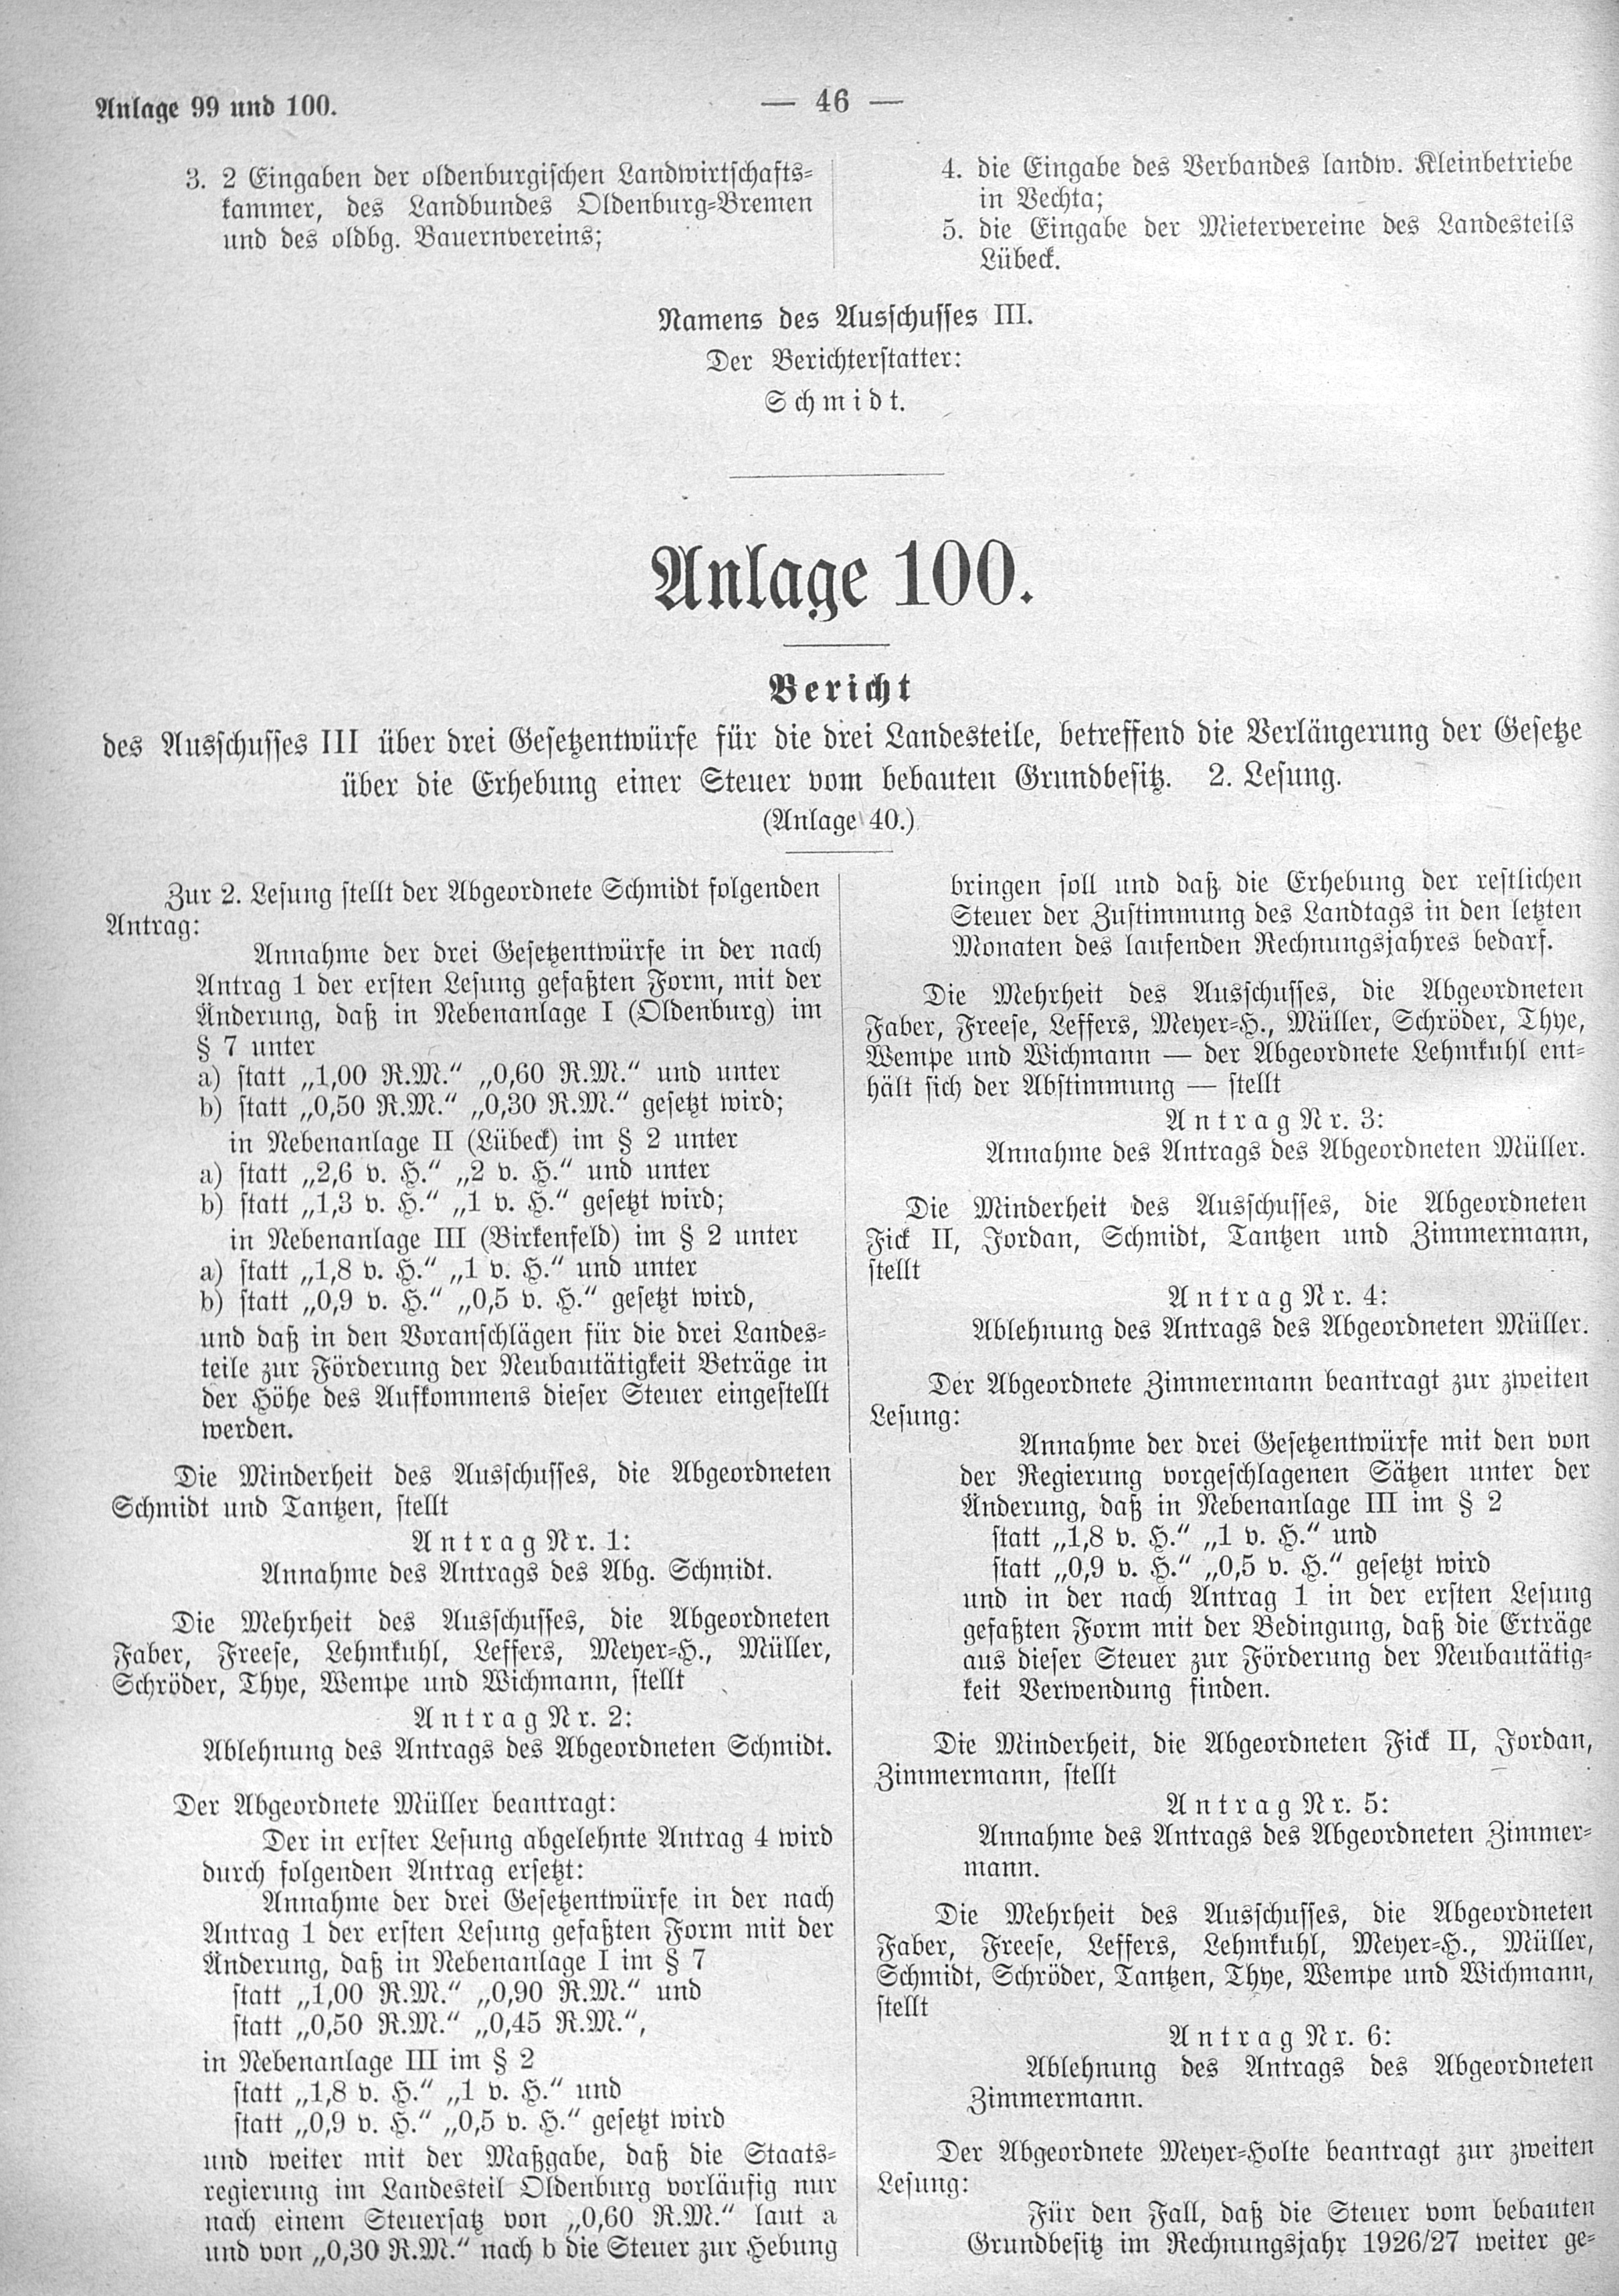 Anlage 99 und 100.
— 46 —
3. 2 Eingaben der oldenburgischen Landwirtschafts-
kammer, des Landbundes Oldenburg-Bremen
und des oldbg. Bauernvereins;
4. die Eingabe des Verbandes landw. Kleinbetriebe
in Vechta;
5. die Eingabe der Mietervereine des Landesteils
Lübeck.
Namens des Ausschusses III.
Der Berichterstatter:
Schmidt.
Anlage 100.
Bericht
des Ausschusses III über drei Gesetzentwürfe für die drei Landesteile, betreffend die Verlängerung der Gesetze
über die Erhebung einer Steuer vom bebauten Grundbesitz. 2. Lesung.
(Anlage 40.)
Zur 2. Lesung stellt der Abgeordnete Schmidt folgenden
Antrag:
Annahme der drei Gesetzentwürfe in der nach
Antrag 1 der ersten Lesung gefaßten Form, mit der
Änderung, daß in Nebenanlage I (Oldenburg) im
§ 7 unter
a) statt „1,00 R.M.“ „0,60 R.M.“ und unter
b) statt „0,50 R.M.“ „0,30 R.M.“ gesetzt wird;
in Nebenanlage II (Lübeck) im § 2 unter
a) statt „2,6 v. H.“ „2 v. H.“ und unter
b) statt „1,3 v. H.“ „1 v. H.“ gesetzt wird;
in Nebenanlage III (Birkenfeld) im § 2 unter
a) statt „1,8 v. H.“ „1 v. H.“ und unter
b) statt „0,9 v. H.“ „0,5 v. H.“ gesetzt wird,
und daß in den Voranschlägen für die drei Landes-
teile zur Förderung der Neubautätigkeit Beträge in
der Höhe des Aufkommens dieser Steuer eingestellt
werden.
Die Minderheit des Ausschusses, die Abgeordneten
Schmidt und Tantzen, stellt
Antrag Nr. 1:
Annahme des Antrags des Abg. Schmidt.
Die Mehrheit des Ausschusses, die Abgeordneten
Faber, Freese, Lehmkuhl, Leffers, Meyer-H., Müller,
Schröder, Thye, Wempe und Wichmann, stellt
Antrag Nr. 2:
Ablehnung des Antrags des Abgeordneten Schmidt.
Der Abgeordnete Müller beantragt:
Der in erster Lesung abgelehnte Antrag 4 wird
durch folgenden Antrag ersetzt:
Annahme der drei Gesetzentwürfe in der nach
Antrag 1 der ersten Lesung gefaßten Form mit der
Änderung, daß in Nebenanlage I im § 7
statt „1,00 R.M.“ „0,90 R.M.“ und
statt „0,50 R.M.“ „0,45 R.M.“,
in Nebenanlage III im § 2
statt „1,8 v. H.“ „1 v. H.“ und
statt „0,9 v. H.“ „0,5 v. H.“ gesetzt wird
und weiter mit der Maßgabe, daß die Staats-
regierung im Landesteil Oldenburg vorläufig nur
nach einem Steuersatz von „0,60 R.M.“ laut a
und von „0,30 R.M.“ nach b die Steuer zur Hebung
bringen soll und daß die Erhebung der restlichen
Steuer der Zustimmung des Landtags in den letzten
Monaten des laufenden Rechnungsjahres bedarf.
Die Mehrheit des Ausschusses, die Abgeordneten
Faber, Freese, Leffers, Meyer-H., Müller, Schröder, Thye,
Wempe und Wichmann — der Abgeordnete Lehmkuhl ent-
hält sich der Abstimmung — stellt
Antrag Nr. 3:
Annahme des Antrags des Abgeordneten Müller.
Die Minderheit des Ausschusses, die Abgeordneten
Fick II, Jordan, Schmidt, Tantzen und Zimmermann,
stellt
Antrag Nr. 4:
Ablehnung des Antrags des Abgeordneten Müller.
Der Abgeordnete Zimmermann beantragt zur zweiten
Lesung:
Annahme der drei Gesetzentwürfe mit den von
der Regierung vorgeschlagenen Sätzen unter der
Änderung, daß in Nebenanlage III im § 2
statt „1,8 v. H.“ „1 v. H.“ und
statt „0,9 v. H.“ „0,5 v. H.“ gesetzt wird
und in der nach Antrag 1 in der ersten Lesung
gefaßten Form mit der Bedingung, daß die Erträge
aus dieser Steuer zur Förderung der Neubautätig-
keit Verwendung finden.
Die Minderheit, die Abgeordneten Fick II, Jordan,
Zimmermann, stellt
Antrag Nr. 5:
Annahme des Antrags des Abgeordneten Zimmer-
mann.
Die Mehrheit des Ausschusses, die Abgeordneten
Faber, Freese, Leffers, Lehmkuhl, Meyer-H., Müller,
Schmidt, Schröder, Tantzen, Thye, Wempe und Wichmann,
stellt
Antrag Nr. 6:
Ablehnung des Antrags des Abgeordneten
Zimmermann.
Der Abgeordnete Meyer-Holte beantragt zur zweiten
Lesung:
Für den Fall, daß die Steuer vom bebauten
Grundbesitz im Rechnungsjahr 1926/27 weiter ge-